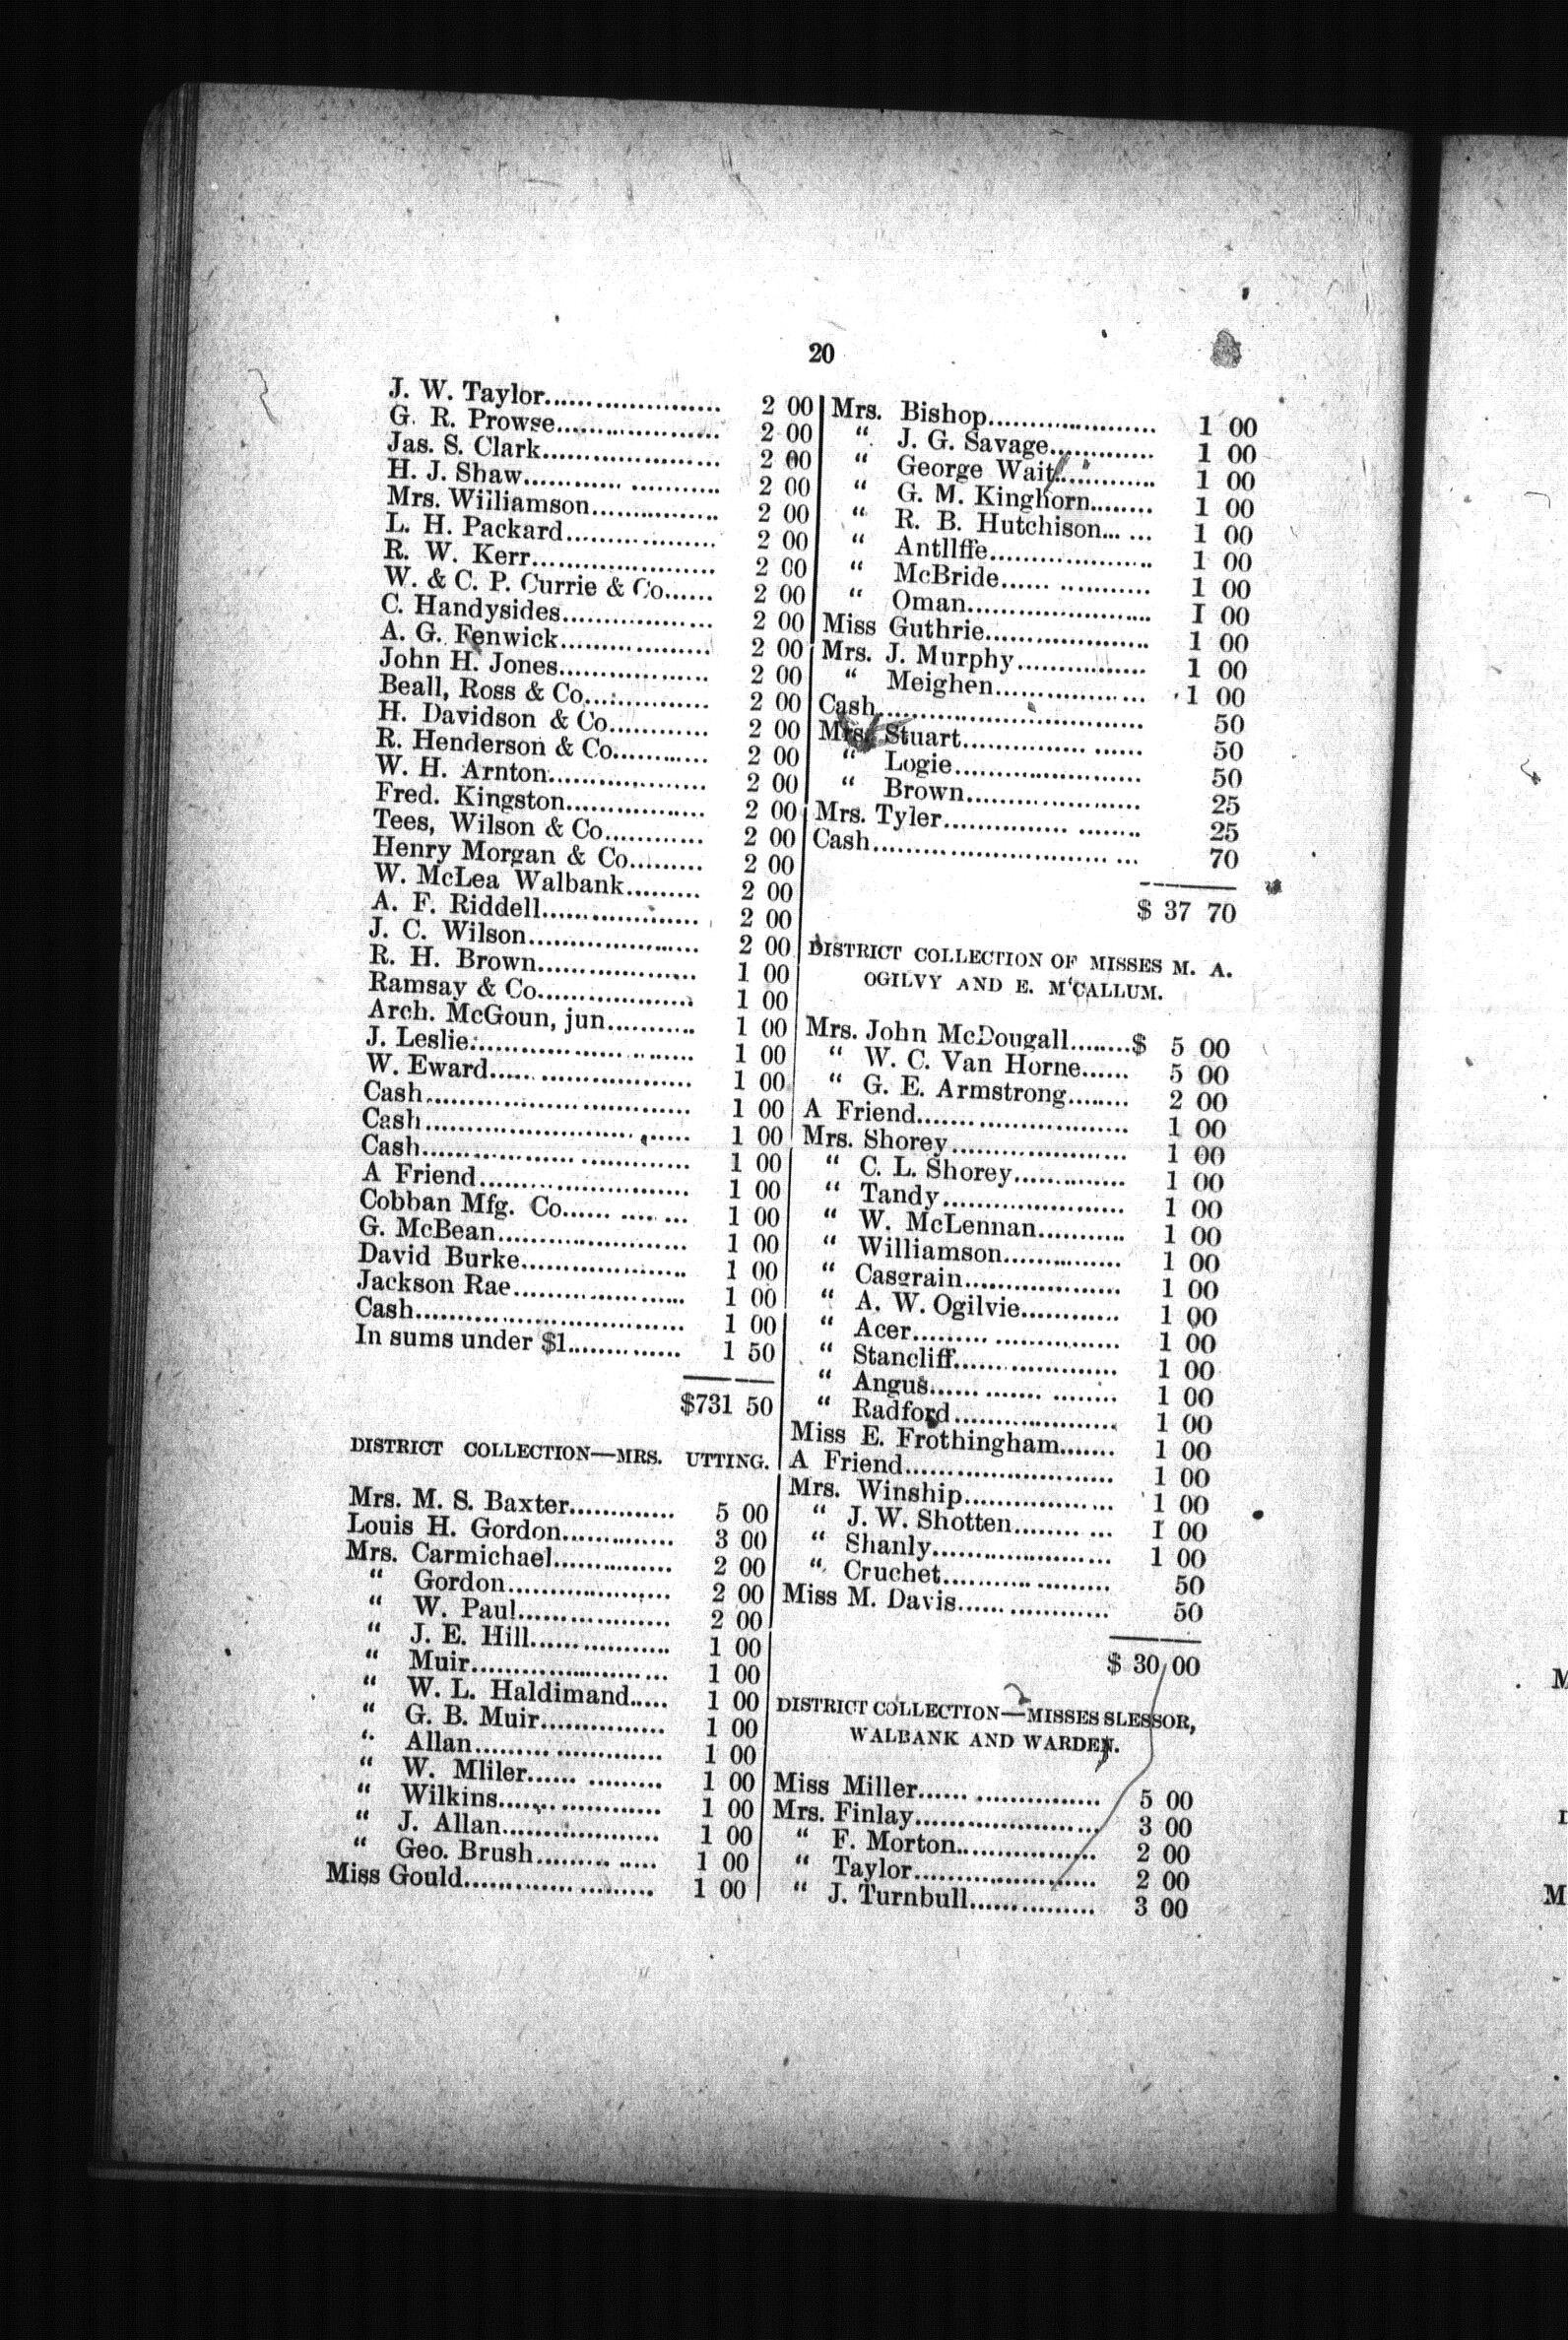 20
J. W. Taylor..................... 2 00
G. R. Prowse.................... 2 00
Jas. S. Clark..................... 2 00
H. J. Shaw....................... 2 00
Mrs. Wiiliamson................ 2 00
L. H. Packard.................. 2 00
R. W. Kerr...................... 2 00
W. & C. P. Currie & Co...... 2 00
C. Handysides.................. 2 00
A. G. Fenwick.................. 2 00
John H. Jones.................. 2 00
Beall, Ross & Co............... 2 00
H. Davidson & Co............ 2 00
R. Henderson & Co........... 2 00
W. H. Arnton................... 2 00
Fred. Kingston................. 2 00
Tees, Wilson & Co............ 2 00
Henry Morgan & Co......... 2 00
W. McLea Walbank......... 2 00
A. F. Riddell................... 2 00
J. C. Wilson.................... 2 00
R. H. Brown................... 1 00
Ramsay & Co................... 1 00
Arch. McGoun, jun........... 1 00
J. Leslie.......................... 1 00
W. Eward........................ 1 00
Cash................................ 1 00
Cash................................ 1 00
Cash................................ 1 00
A Friend......................... 1 00
Cobban Mfg. Co............... 1 00
G. McBean....................... 1 00
David Burke.................... 1 00
Jackson Rae..................... 1 00
Cash................................ 1 00
In sums under $1.............. 1 50
$731 50
DISTRICT COLLECTION—MRS. UTTING.
Mrs. M. S. Baxter............. 5 00
Louis H. Gordon.............. 3 00
Mrs. Carmichael............... 2 00
“ Gordon.................... 2 00
“ W. Paul................... 2 00
“ J. E. Hill................. 1 00
“ Muir........................ 1 00
“ W. L. Haldimand..... 1 00
“ G. B. Muir............... 1 00
“ Allan....................... 1 00
“ W. Mliler................. 1 00
“ Wilkins.................... 1 00
“ J. Allan................... 1 00
“ Geo. Brush............... 1 00
Miss Gould....................... 1 00
Mrs. Bishop.................... 1 00
“ J. G. Savage............. 1 00
“ George Wait............. 1 00
“ G. M. Kinghorn........ 1 00
“ R. B. Hutchison...... 1 00
“ Antllffe.................... 1 00
“ McBride.................. 1 00
“ Oman...................... 1 00
Miss Guthrie.................... 1 00
Mrs. J. Murphy................ 1 00
“ Meighen.................. 1 00
Cash................................ 50
Mrs. Stuart...................... 50
“ Logie....................... 50
“ Brown..................... 25
Mrs. Tyler........................ 25
Cash................................ 70
$ 37 70
DISTRICT COLLECTION OF MISSES M. A.
OGILVY AND E. M‘CALLUM.
Mrs. John McDougall........$ 5 00
“ W. C. Van Horne...... 5 00
“ G. E. Armstrong........ 2 00
A Friend.......................... 1 00
Mrs. Shorey...................... 1 00
“ C. L. Shorey.............. 1 00
“ Tandy...................... 1 00
“ W. McLennan........... 1 00
“ Williamson............... 1 00
“ Casgrain................... 1 00
“ A. W. Ogilvie............ 1 00
“ Acer......................... 1 00
“ Stancliff.................... 1 00
“ Angus....................... 1 00
“ Radford.................... 1 00
Miss E. Frothingham....... 1 00
A Friend......................... 1 00
Mrs. Winship.................. 1 00
“ J. W. Shotten............ 1 00
“ Shanly...................... 1 00
“ Cruchet.................... 50
Miss M. Davis.................. 50
$ 30 00
DISTRICT COLLECTION—MISSES SLESSOR,
WALBANK AND WARDEN.
Miss Miller...................... 5 00
Mrs. Finlay...................... 3 00
“ F. Morton................. 2 00
“ Taylor...................... 2 00
“ J. Turnbull............... 3 00